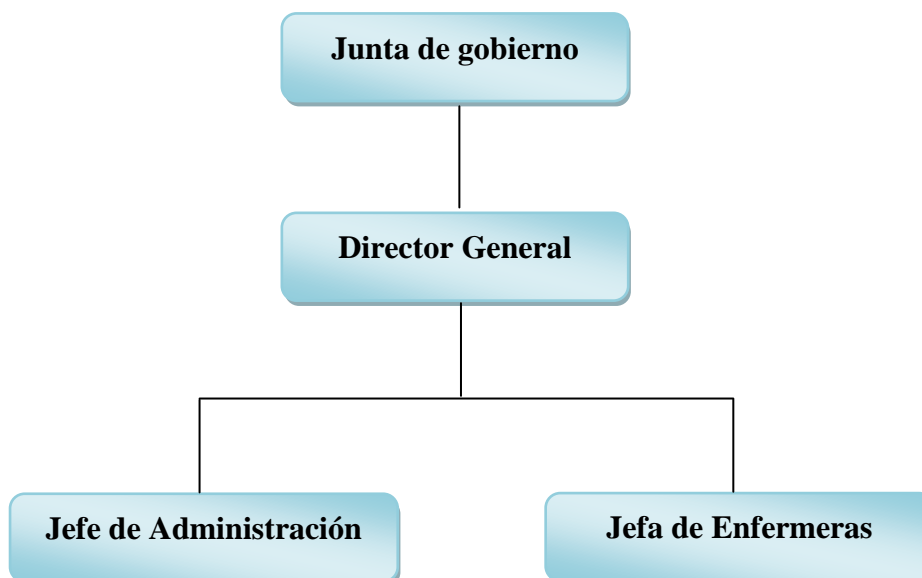 Junta de gobierno
Director General
Jefe de Administración
Jefa de Enfermeras